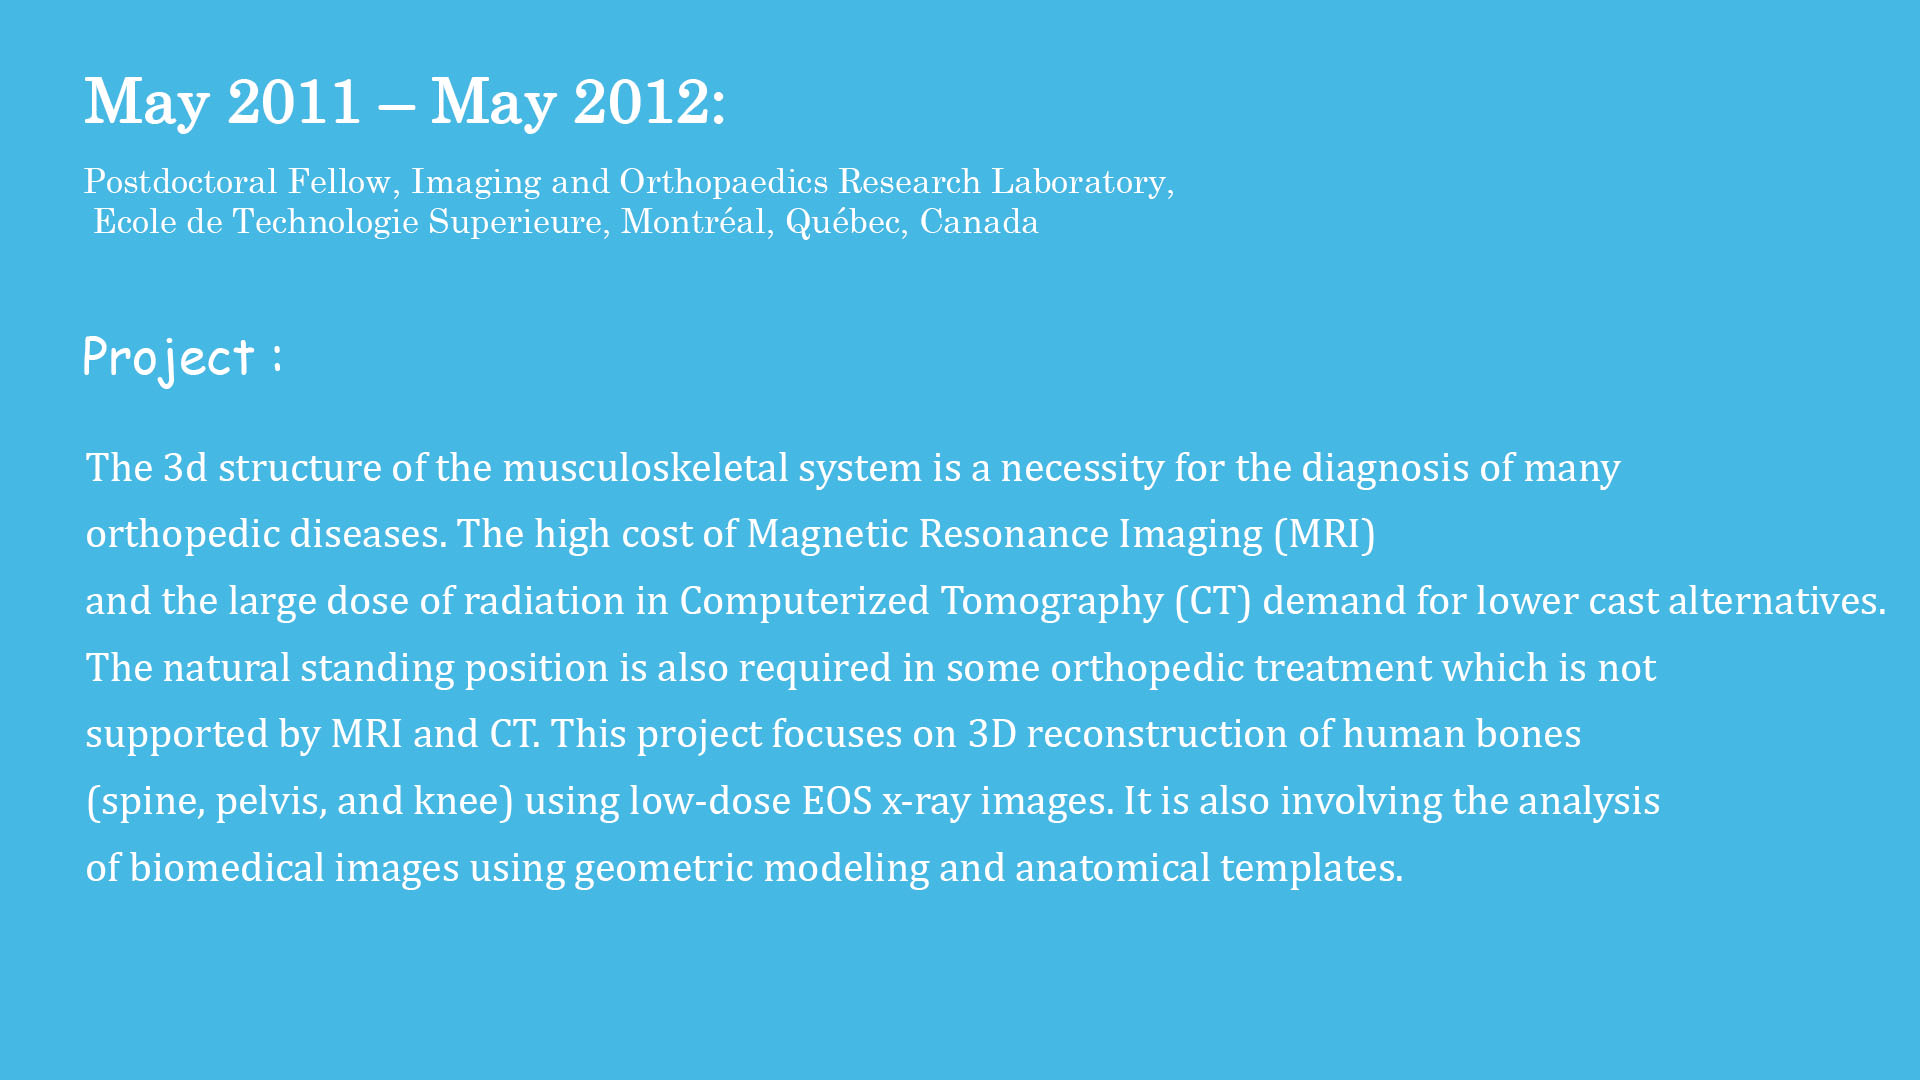 May 2011 – May 2012:
Postdoctoral Fellow, Imaging and Orthopaedics Research Laboratory,
Ecole de Technologie Superieure, Montréal, Québec, Canada
Project :
The 3d structure of the musculoskeletal system is a necessity for the diagnosis of many
orthopedic diseases. The high cost of Magnetic Resonance Imaging (MRI)
and the large dose of radiation in Computerized Tomography (CT) demand for lower cast alternatives.
The natural standing position is also required in some orthopedic treatment which is not
supported by MRI and CT. This project focuses on 3D reconstruction of human bones
(spine, pelvis, and knee) using low-dose EOS x-ray images. It is also involving the analysis
of biomedical images using geometric modeling and anatomical templates.